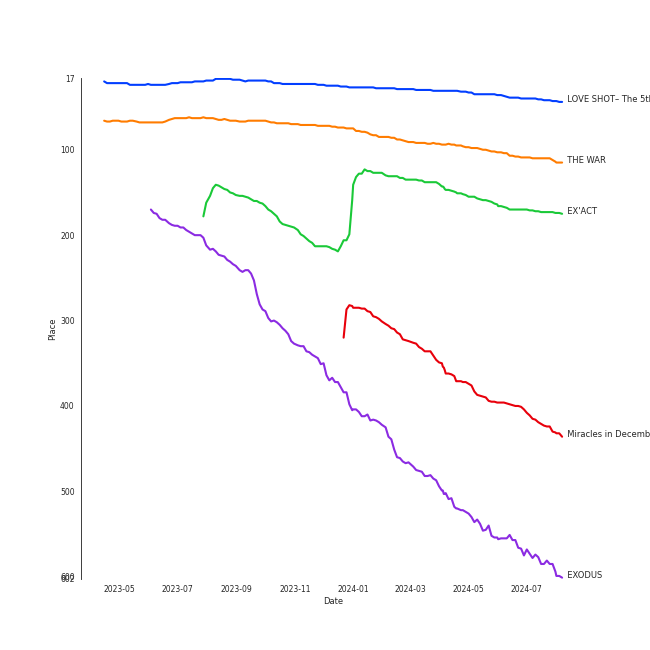 17
LOVE SHOT– The 5t
100
THE WAR
200
EX'ACT
Place
300
400
Miracles in Decemb
500
EXODUS
600
602
2023-05 2023-07 2023-09 2023-11 2024-01 2024-03 2024-05 2024-07
Date